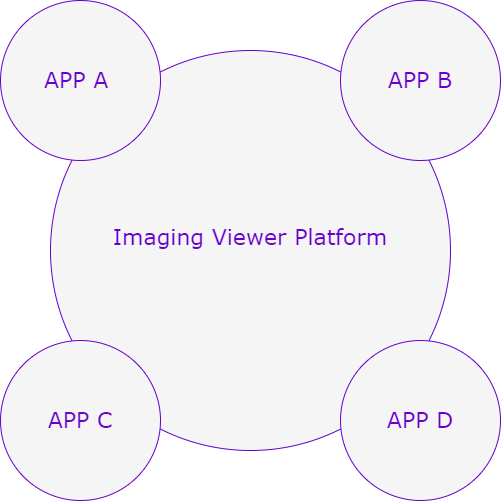 APP A
APP B
Imaging Viewer Platform
APP C
APP D